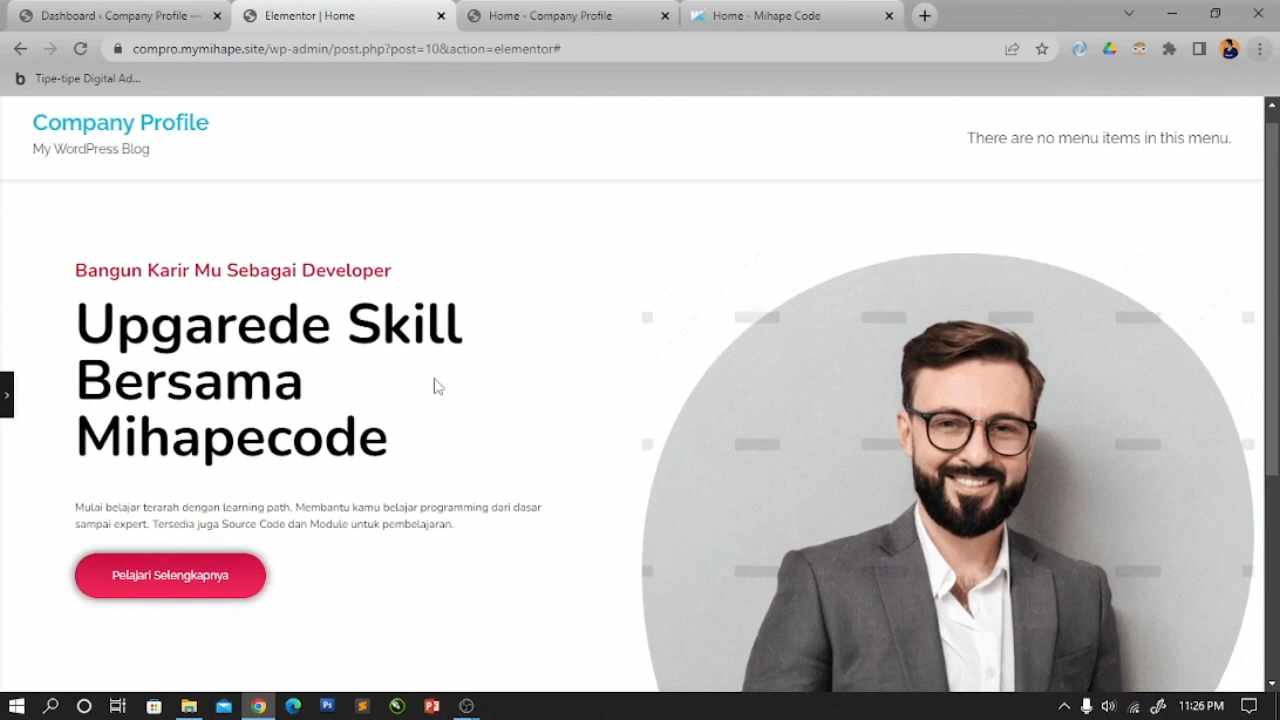 Dashboard ‹ Company Profile —
Elementor | Home
Home - Company Profile
Home - Mihape Code
compro.mymihape.site/wp-admin/post.php?post=10&action=elementor#
b Tipe-tipe Digital Ad...
Company Profile
My WordPress Blog
There are no menu items in this menu.
Bangun Karir Mu Sebagai Developer
Upgarede Skill
Bersama
Mihapecode
Mulai belajar terarah dengan learning path. Membantu kamu belajar programming dari dasar
sampai expert. Tersedia juga Source Code dan Module untuk pembelajaran.
Pelajari Selengkapnya
11:26 PM